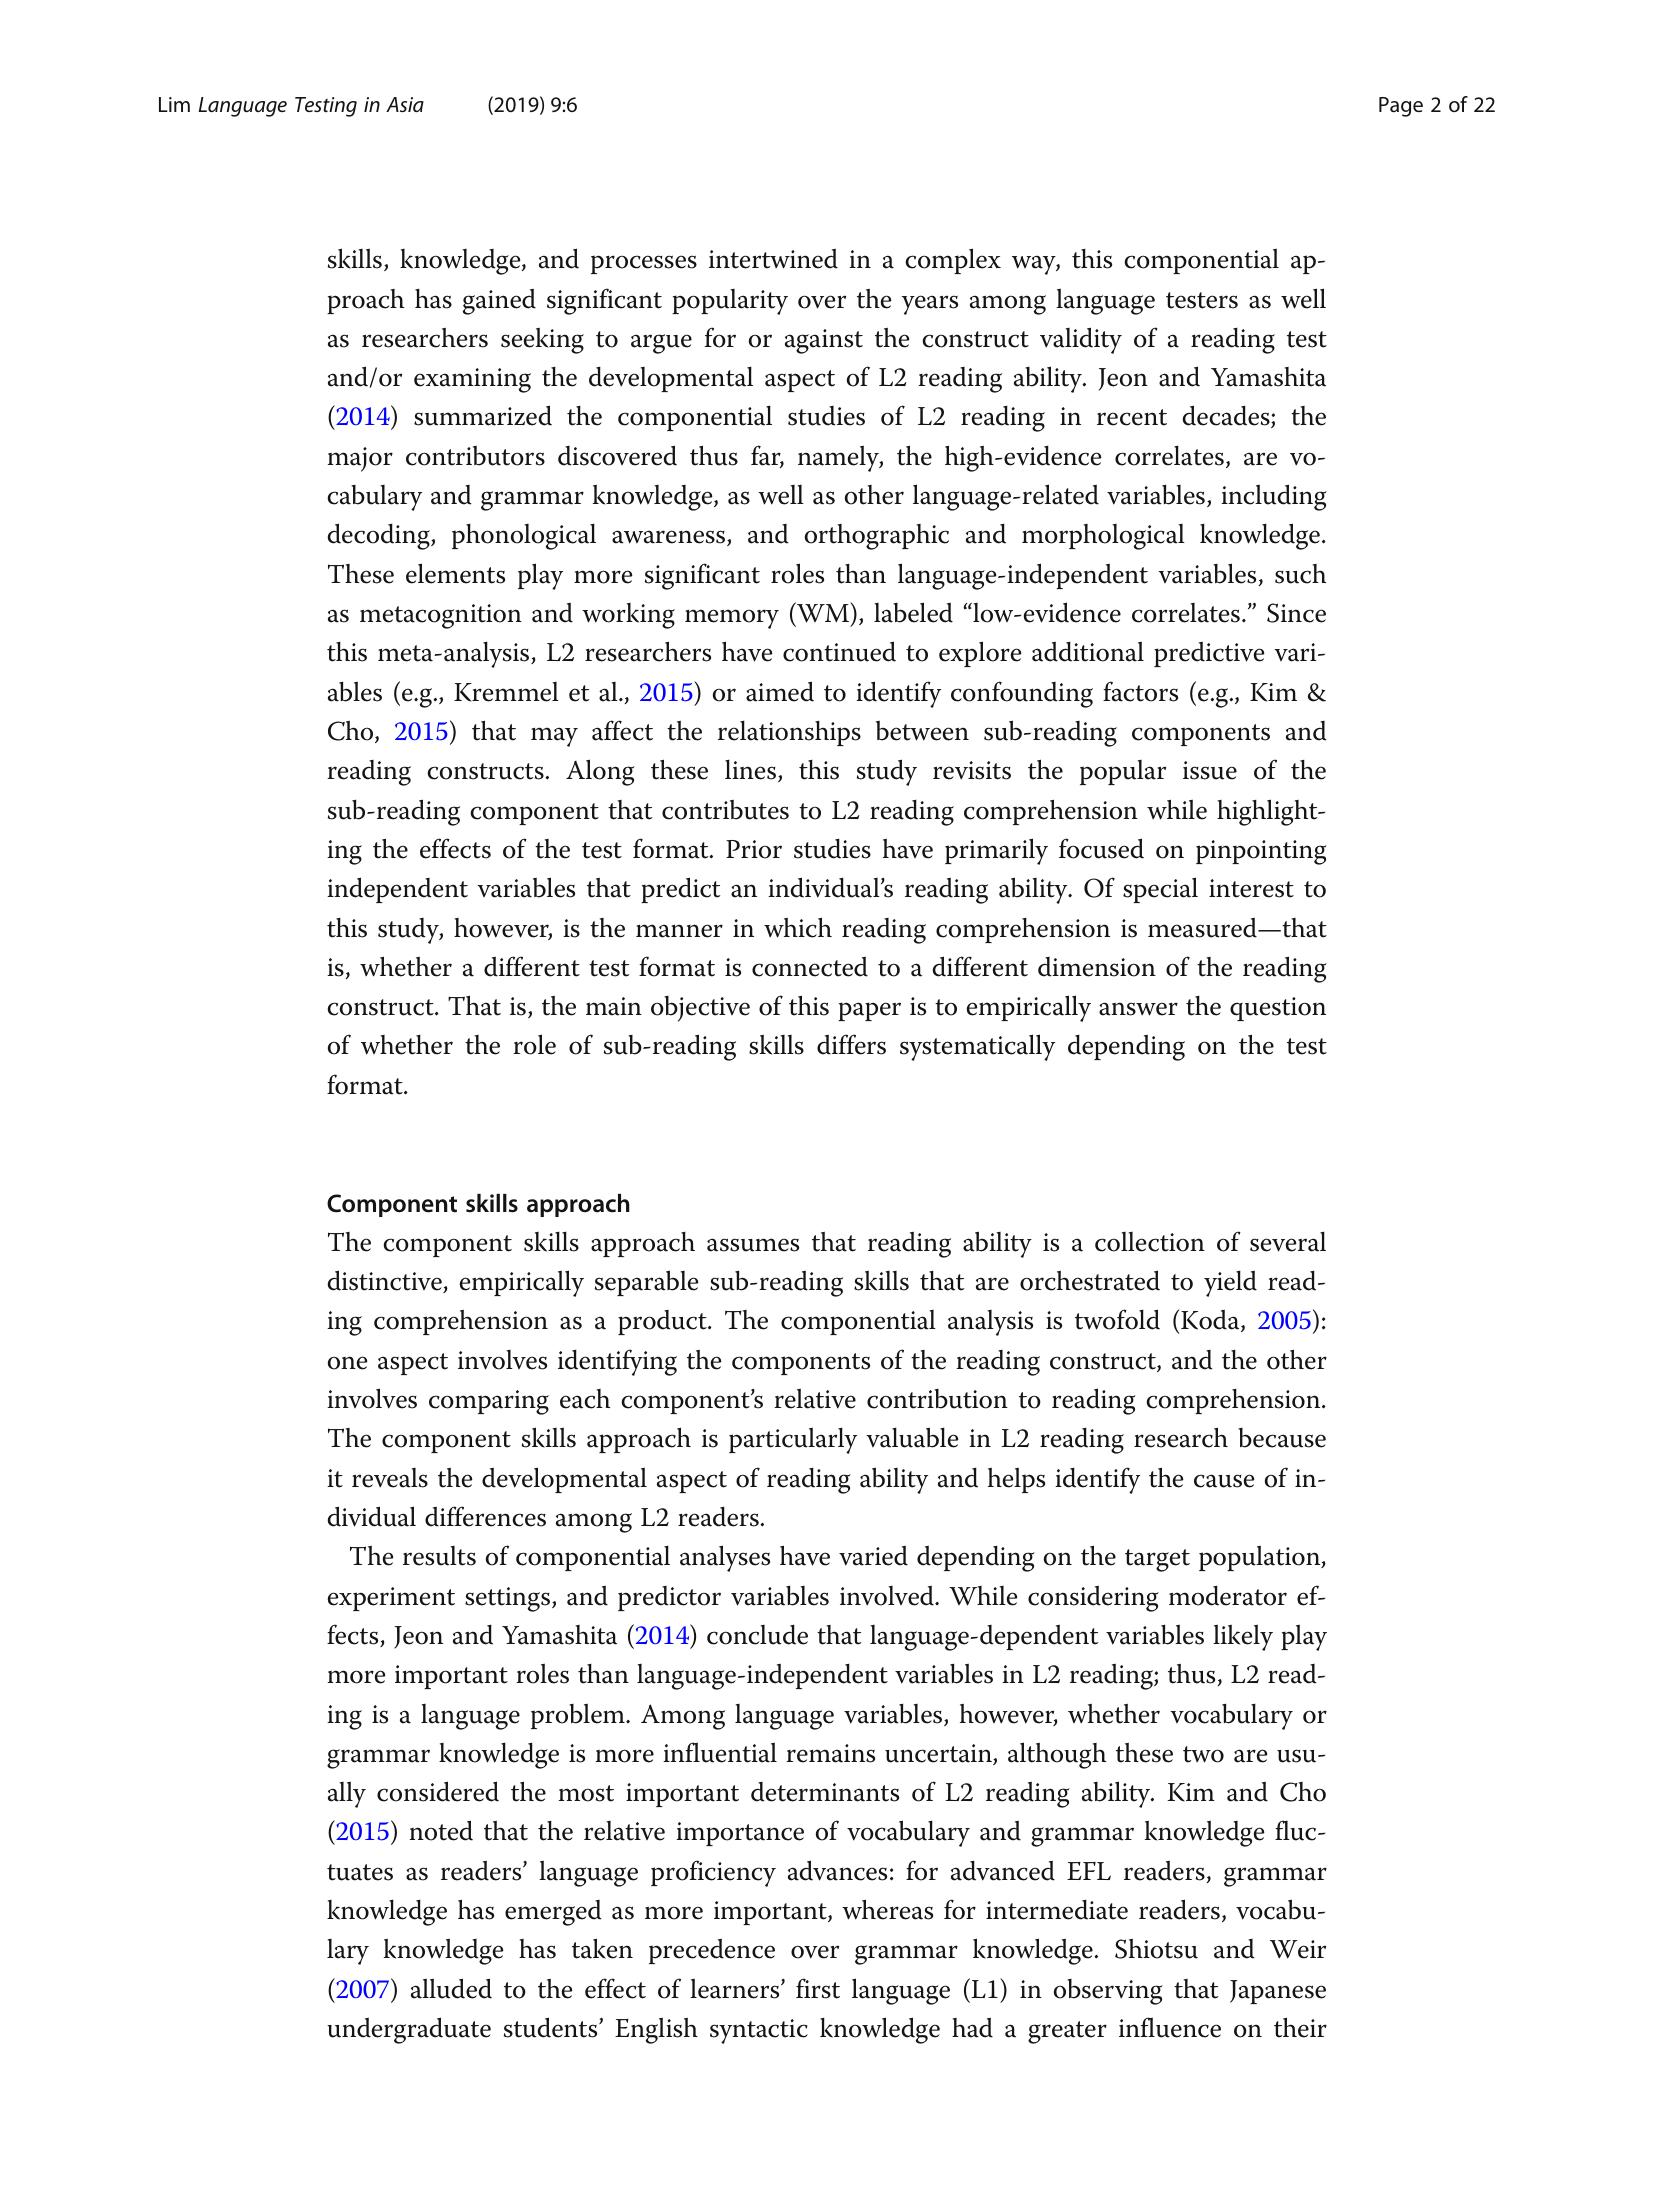 Lim Language Testing in Asia (2019) 9:6 Page 2 of 22
skills, knowledge, and processes intertwined in a complex way, this componential ap-
proach has gained significant popularity over the years among language testers as well
as researchers seeking to argue for or against the construct validity of a reading test
and/or examining the developmental aspect of L2 reading ability. Jeon and Yamashita
(2014) summarized the componential studies of L2 reading in recent decades; the
major contributors discovered thus far, namely, the high-evidence correlates, are vo-
cabulary and grammar knowledge, as well as other language-related variables, including
decoding, phonological awareness, and orthographic and morphological knowledge.
These elements play more significant roles than language-independent variables, such
as metacognition and working memory (WM), labeled “low-evidence correlates.” Since
this meta-analysis, L2 researchers have continued to explore additional predictive vari-
ables (e.g., Kremmel et al., 2015) or aimed to identify confounding factors (e.g., Kim &
Cho, 2015) that may affect the relationships between sub-reading components and
reading constructs. Along these lines, this study revisits the popular issue of the
sub-reading component that contributes to L2 reading comprehension while highlight-
ing the effects of the test format. Prior studies have primarily focused on pinpointing
independent variables that predict an individual’s reading ability. Of special interest to
this study, however, is the manner in which reading comprehension is measured—that
is, whether a different test format is connected to a different dimension of the reading
construct. That is, the main objective of this paper is to empirically answer the question
of whether the role of sub-reading skills differs systematically depending on the test
format.
Component skills approach
The component skills approach assumes that reading ability is a collection of several
distinctive, empirically separable sub-reading skills that are orchestrated to yield read-
ing comprehension as a product. The componential analysis is twofold (Koda, 2005):
one aspect involves identifying the components of the reading construct, and the other
involves comparing each component’s relative contribution to reading comprehension.
The component skills approach is particularly valuable in L2 reading research because
it reveals the developmental aspect of reading ability and helps identify the cause of in-
dividual differences among L2 readers.
The results of componential analyses have varied depending on the target population,
experiment settings, and predictor variables involved. While considering moderator ef-
fects, Jeon and Yamashita (2014) conclude that language-dependent variables likely play
more important roles than language-independent variables in L2 reading; thus, L2 read-
ing is a language problem. Among language variables, however, whether vocabulary or
grammar knowledge is more influential remains uncertain, although these two are usu-
ally considered the most important determinants of L2 reading ability. Kim and Cho
(2015) noted that the relative importance of vocabulary and grammar knowledge fluc-
tuates as readers’ language proficiency advances: for advanced EFL readers, grammar
knowledge has emerged as more important, whereas for intermediate readers, vocabu-
lary knowledge has taken precedence over grammar knowledge. Shiotsu and Weir
(2007) alluded to the effect of learners’ first language (L1) in observing that Japanese
undergraduate students’ English syntactic knowledge had a greater influence on their